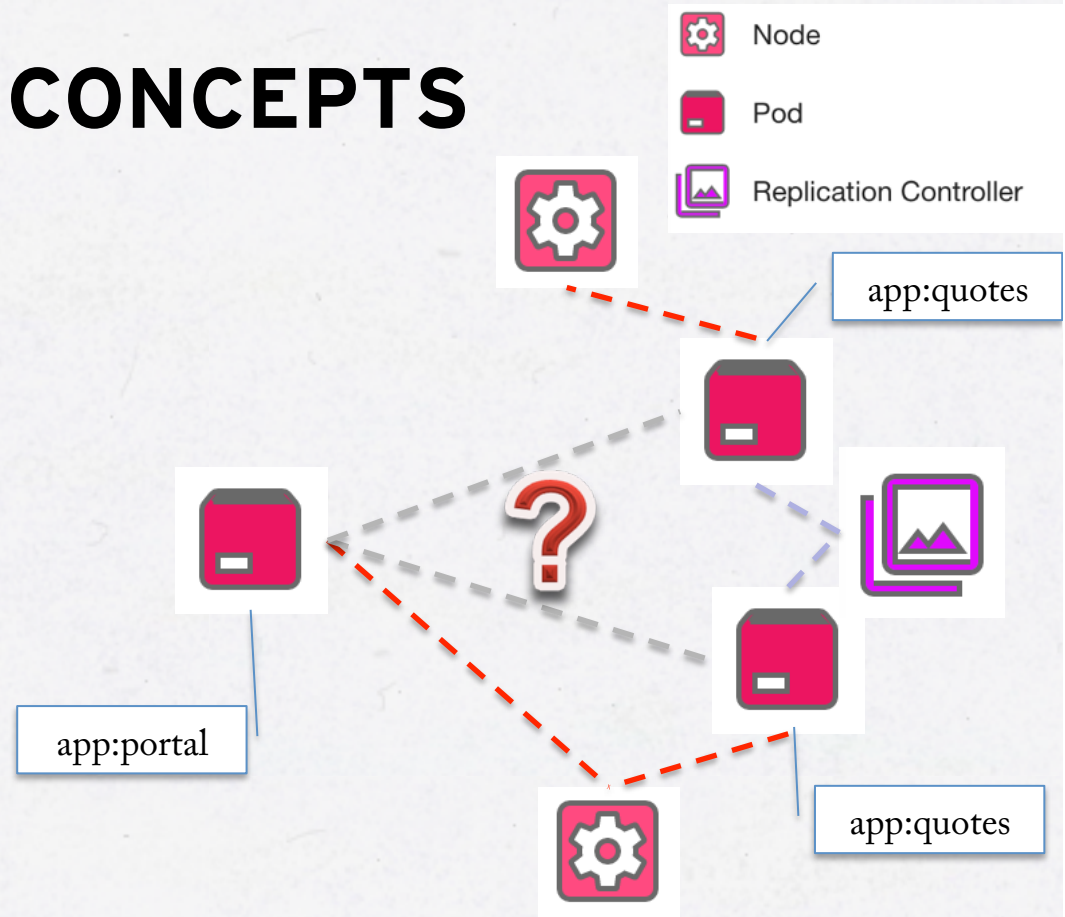 CONCEPTS
Node
Pod
Replication Controller
app:quotes
app:portal
app:quotes